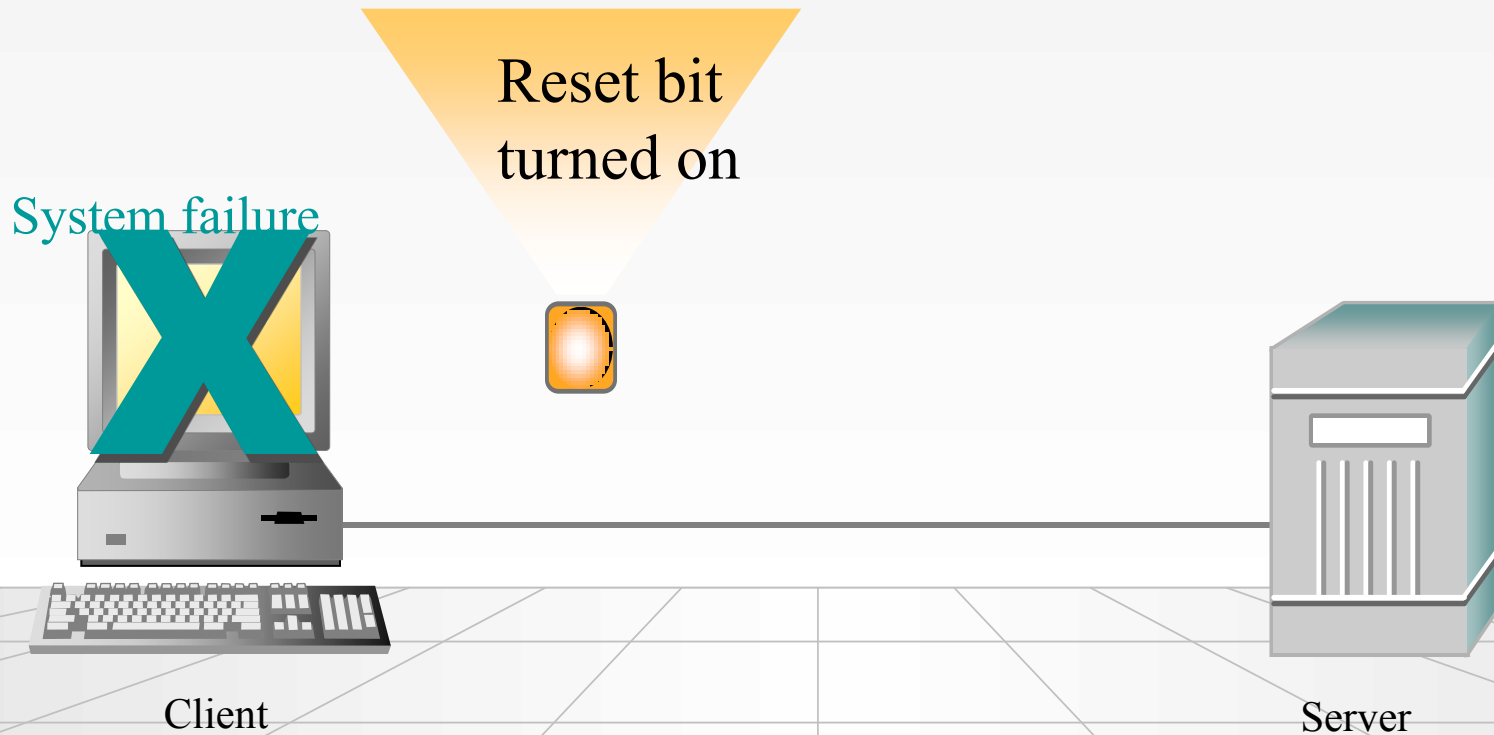 Reset bit
turned on
System failure
Client
Server